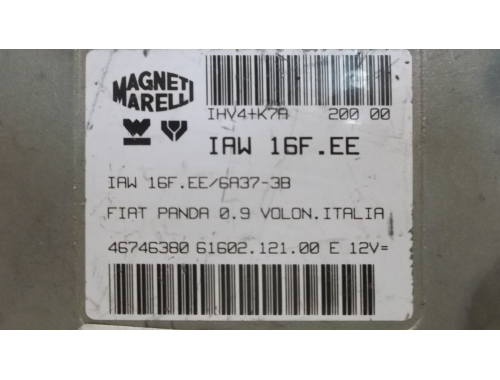 MAGNETI
MARELLI
IHV4+K7A 200 00
IAW 16F.EE
IAW 16F.EE/6A37-3B
FIAT PANDA 0.9 VOLON.ITALIA
46746380 61602.121.00 E 12V=